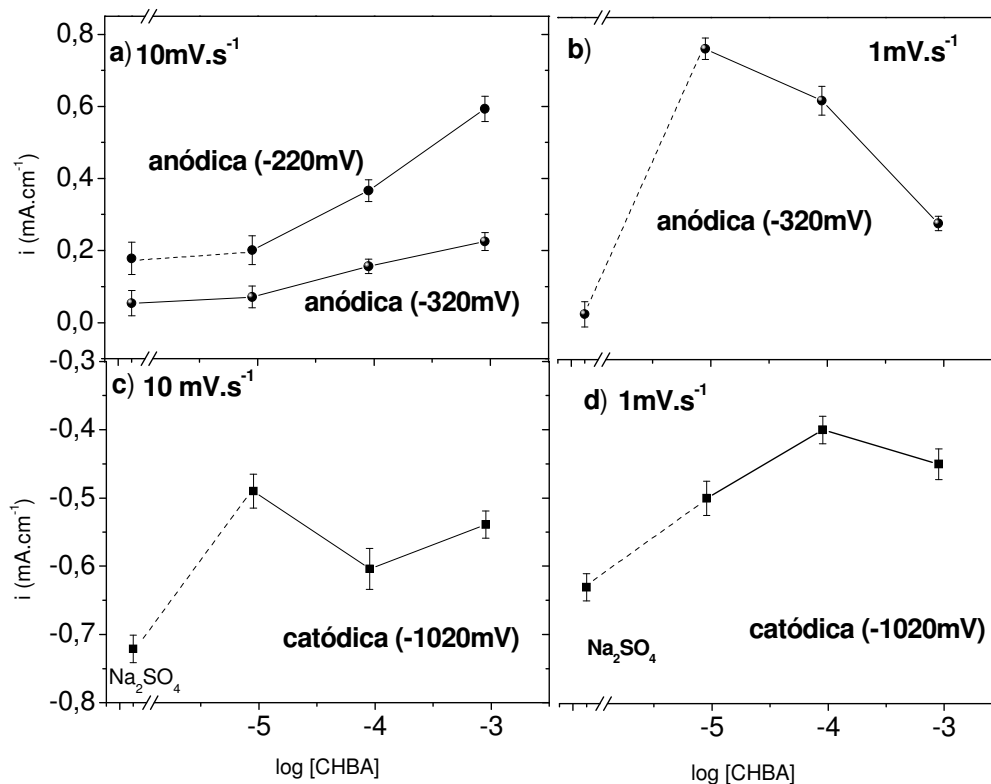 a) 10mV.s⁻¹
b) 1mV.s⁻¹
0,8
0,6
0,4
0,2
0,0
i (mA.cm⁻¹)
anódica (-220mV)
anódica (-320mV)
anódica (-320mV)
-5 -4 -3
-0,3
-0,4
-0,5
-0,6
-0,7
-0,8
i (mA.cm⁻¹)
c) 10 mV.s⁻¹
d) 1mV.s⁻¹
catódica (-1020mV)
Na₂SO₄
catódica (-1020mV)
Na₂SO₄
-5 -4 -3
-5 -4 -3
log [CHBA]
log [CHBA]